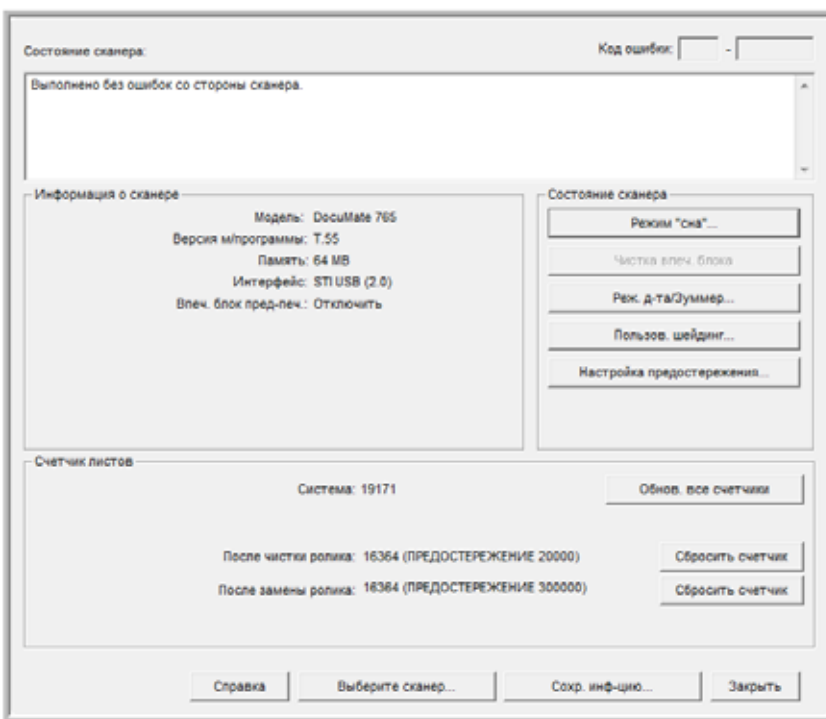 Состояние сканера:
Код ошибки: -
Выполнено без ошибок со стороны сканера.
Информация о сканере
Модель: DocuMate 765
Версия м/программы: T.55
Память: 64 MB
Интерфейс: STI USB (2.0)
Впеч. блок пред-печ.: Отключить
Состояние сканера
Режим "сна"...
Чистка впеч. блока
Реж. д-та/Зуммер...
Пользов. шейдинг...
Настройка предостережения...
Счетчик листов
Система: 19171
Обнов. все счетчики
После чистки ролика: 16364 (ПРЕДОСТЕРЕЖЕНИЕ 20000)
Сбросить счетчик
После замены ролика: 16364 (ПРЕДОСТЕРЕЖЕНИЕ 300000)
Сбросить счетчик
Справка
Выберите сканер...
Сохр. инф-цию...
Закрыть